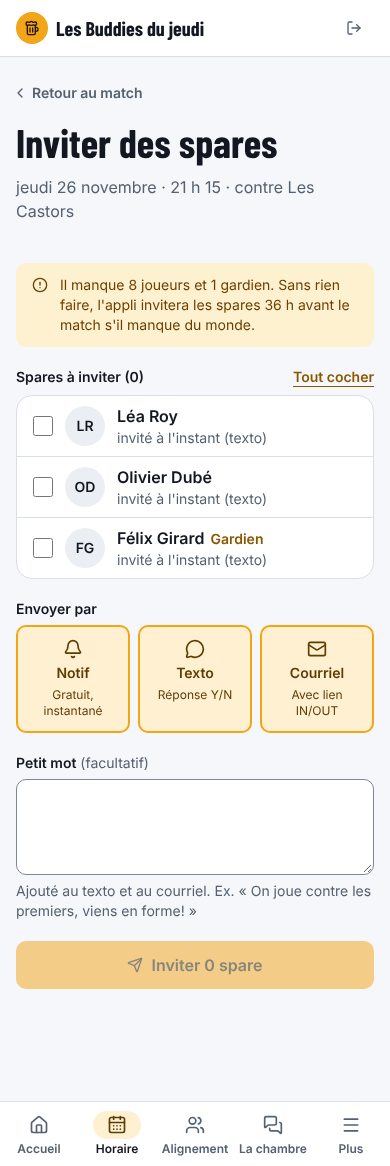 Les Buddies du jeudi
Retour au match
Inviter des spares
jeudi 26 novembre · 21 h 15 · contre Les
Castors
Il manque 8 joueurs et 1 gardien. Sans rien
faire, l'appli invitera les spares 36 h avant le
match s'il manque du monde.
Spares à inviter (0)
Tout cocher
LR
Léa Roy
invité à l'instant (texto)
OD
Olivier Dubé
invité à l'instant (texto)
FG
Félix Girard Gardien
invité à l'instant (texto)
Envoyer par
Notif
Gratuit,
instantané
Texto
Réponse Y/N
Courriel
Avec lien
IN/OUT
Petit mot (facultatif)
Ajouté au texto et au courriel. Ex. « On joue contre les
premiers, viens en forme! »
Inviter 0 spare
Accueil
Horaire
Alignement
La chambre
Plus